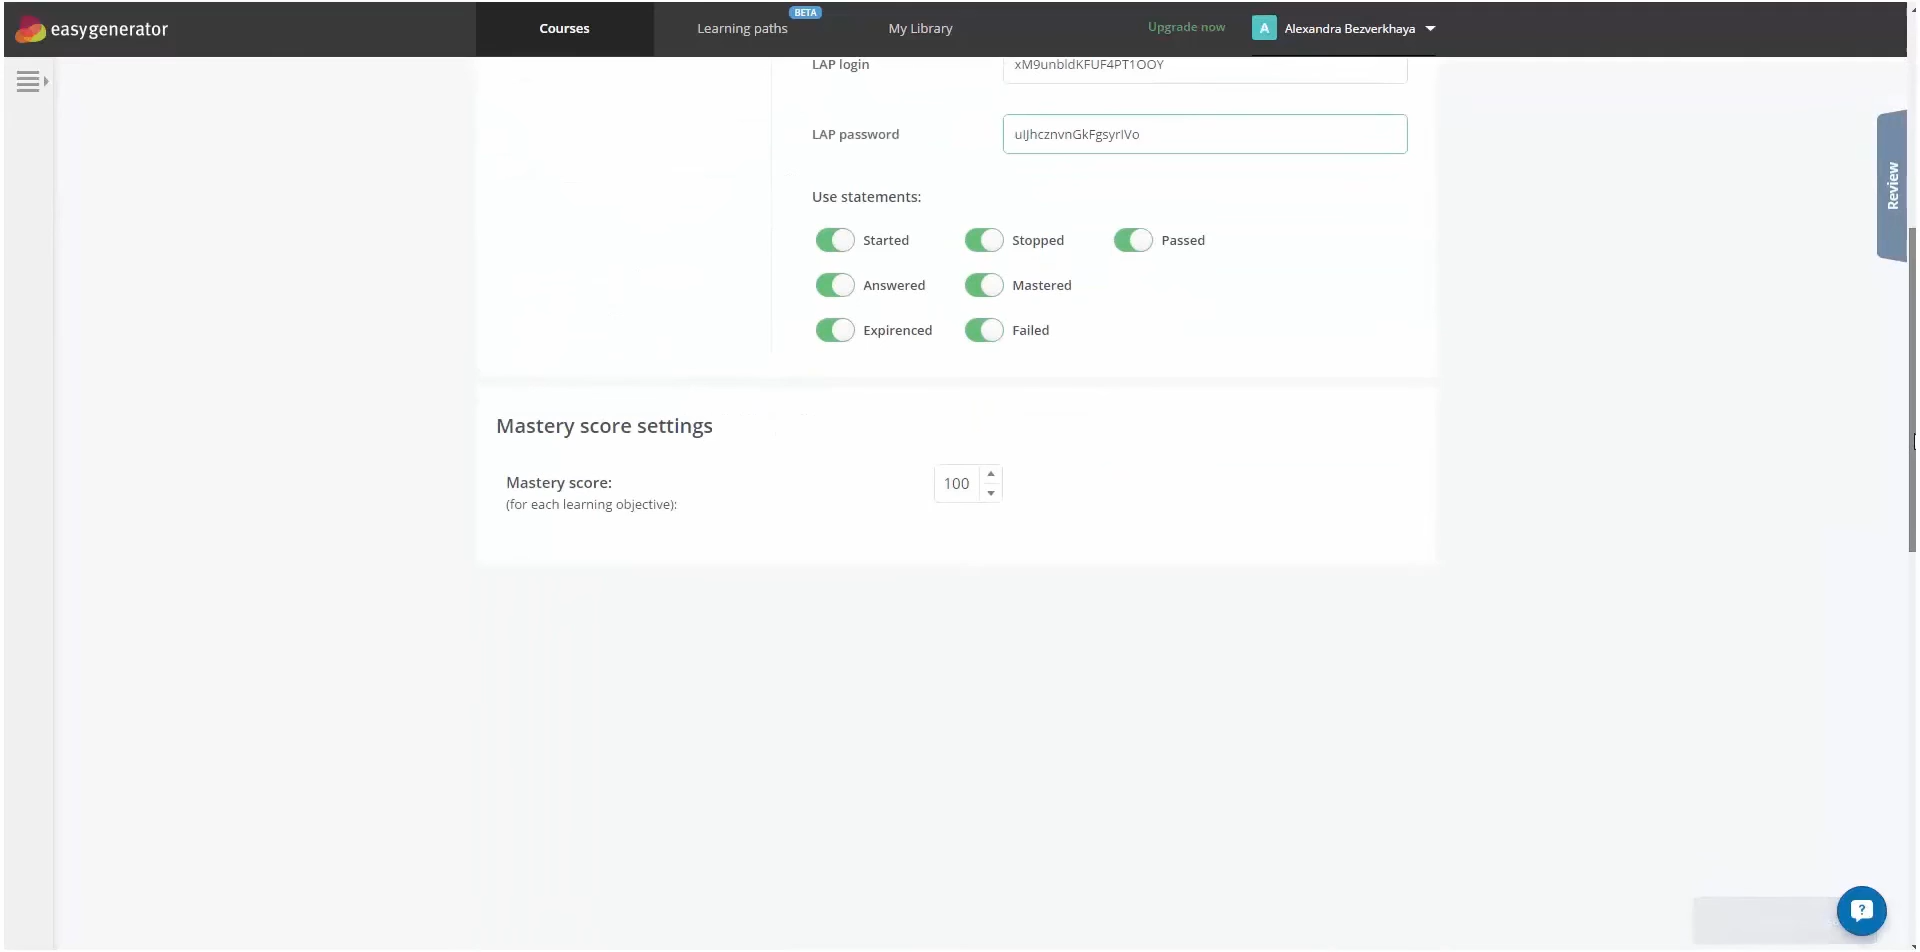 easygenerator
Courses
Learning paths
BETA
My Library
Upgrade now
A
Alexandra Bezverkhaya
LAP login
xM9unbldKFUF4PT1OOY
LAP password
Use statements:
Started
Stopped
Passed
Answered
Mastered
Expirenced
Failed
Mastery score settings
Mastery score:
100
(for each learning objective):
Review
?